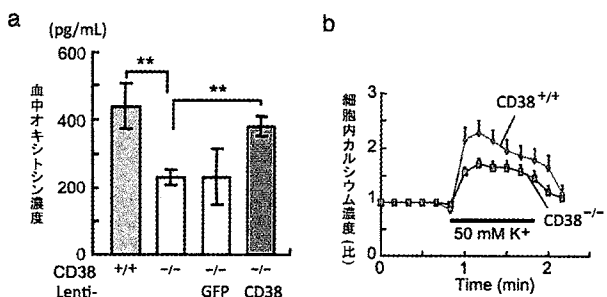 a
(pg/mL)
血中オキシトシン濃度
600
400
200
0
**
**
CD38 +/+ −/− −/− −/−
Lenti- GFP CD38
b
細胞内カルシウム濃度(比)
3
2
1
0
CD38+/+
CD38−/−
50 mM K+
0 1 2
Time (min)